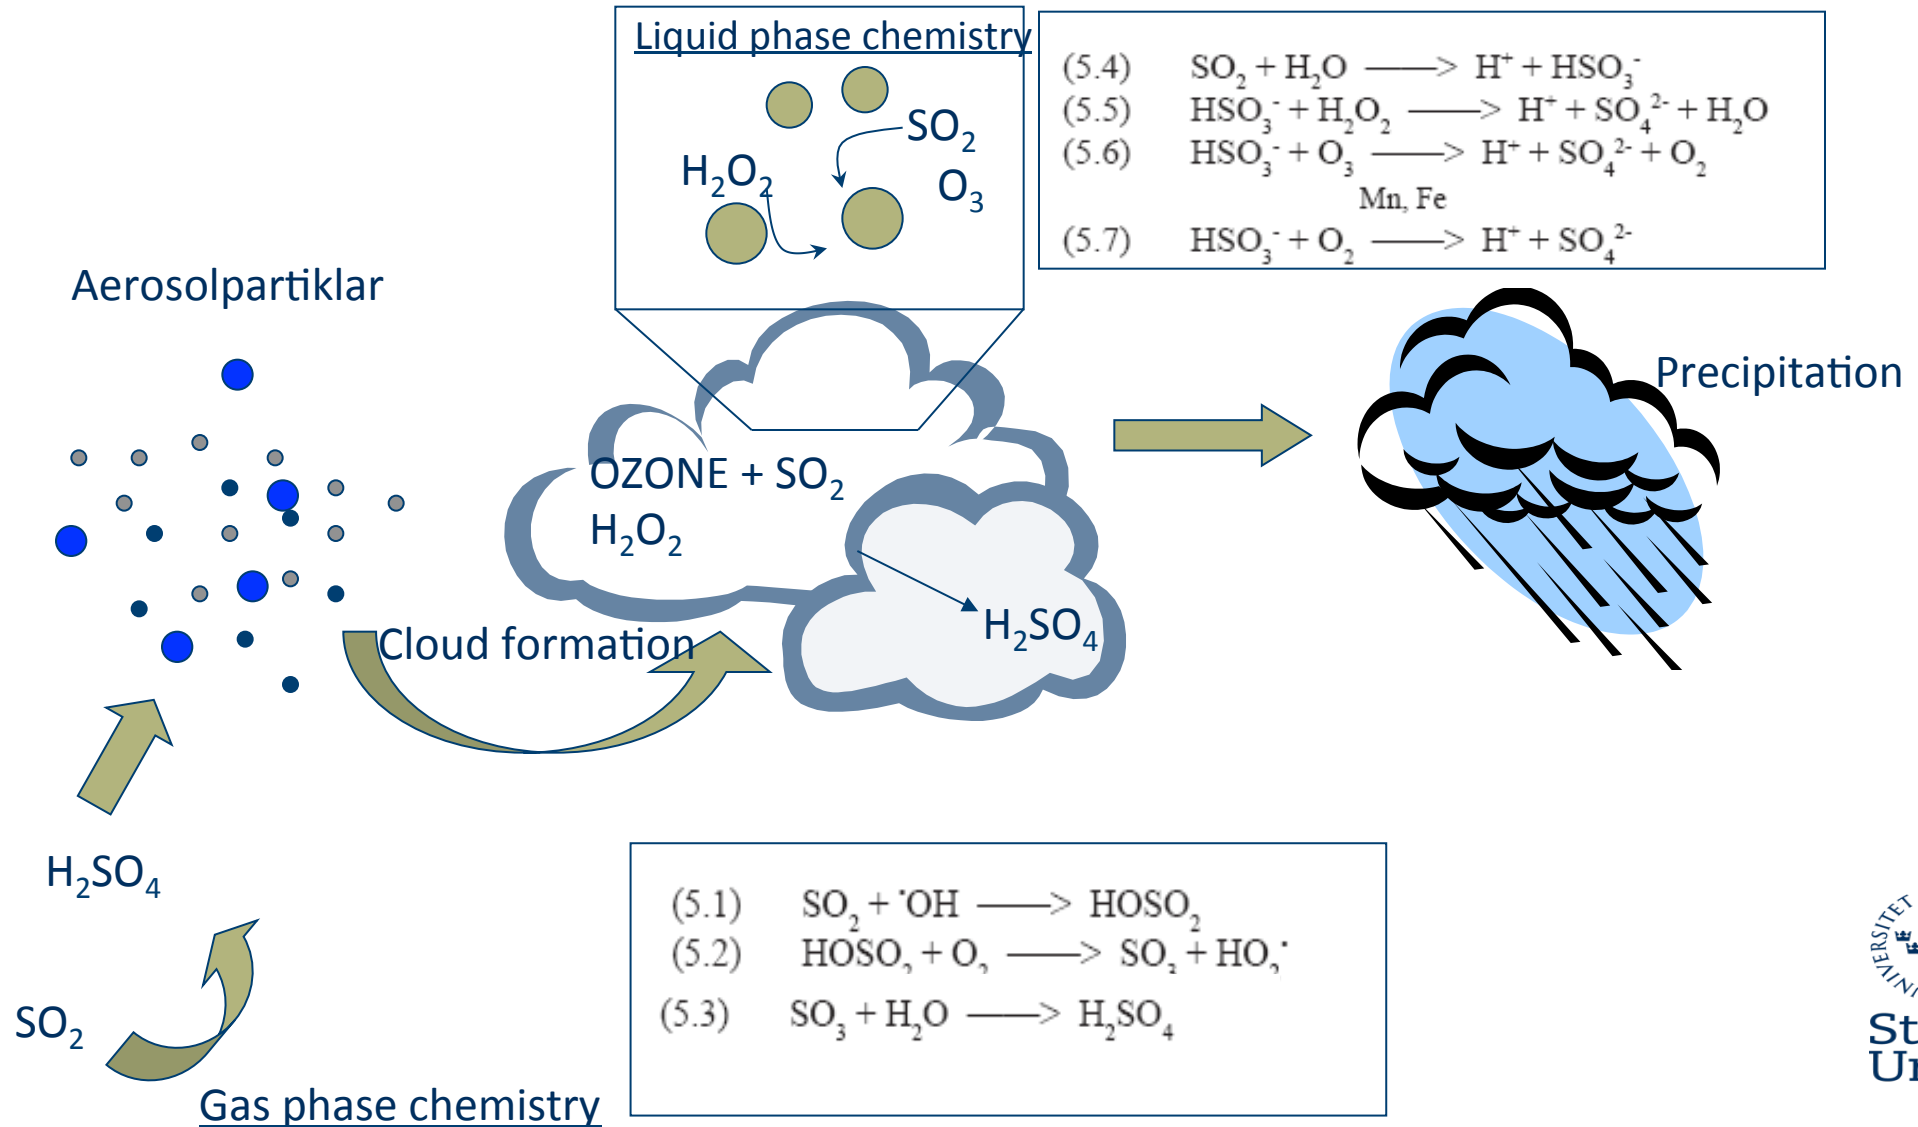 Liquid phase chemistry
SO₂
H₂O₂
O₃
(5.4) SO₂ + H₂O ——> H⁺ + HSO₃⁻
(5.5) HSO₃⁻ + H₂O₂ ——> H⁺ + SO₄²⁻ + H₂O
(5.6) HSO₃⁻ + O₃ ——> H⁺ + SO₄²⁻ + O₂
Mn, Fe
(5.7) HSO₃⁻ + O₂ ——> H⁺ + SO₄²⁻
Aerosolpartiklar
Precipitation
OZONE + SO₂
H₂O₂
H₂SO₄
Cloud formation
H₂SO₄
SO₂
Gas phase chemistry
(5.1) SO₂ + ˙OH ——> HOSO₂
(5.2) HOSO₂ + O₂ ——> SO₃ + HO₂˙
(5.3) SO₃ + H₂O ——> H₂SO₄